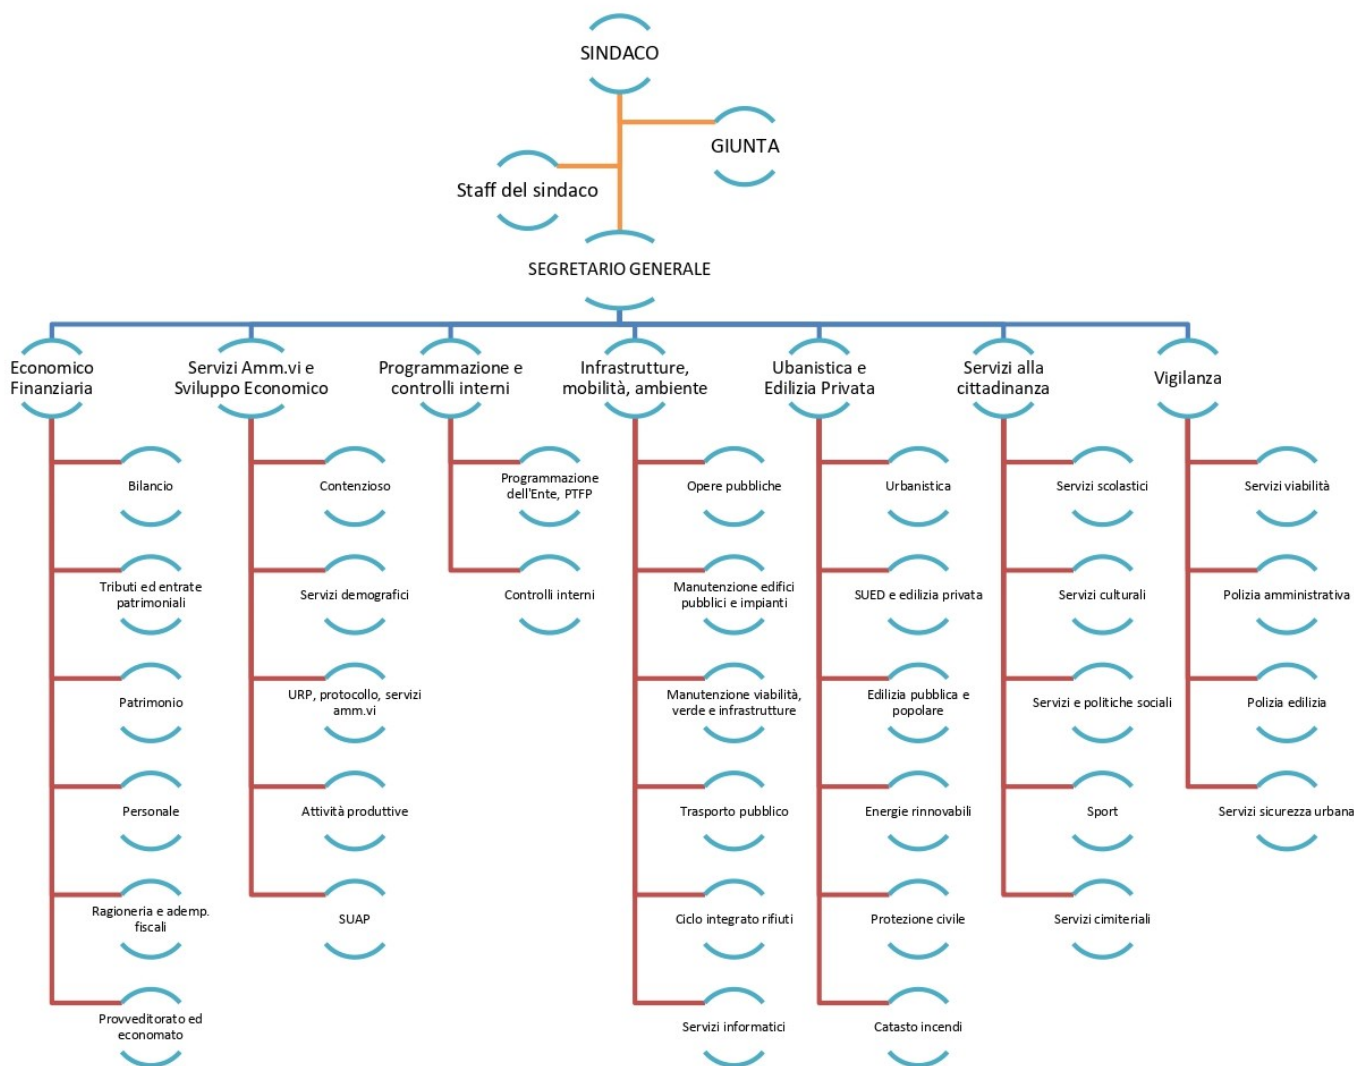 SINDACO
GIUNTA
Staff del sindaco
SEGRETARIO GENERALE
Economico
Finanziaria
Servizi Amm.vi e
Sviluppo Economico
Programmazione e
controlli interni
Infrastrutture,
mobilità, ambiente
Ubanistica e
Edilizia Privata
Servizi alla
cittadinanza
Vigilanza
Bilancio
Tributi ed entrate
patrimoniali
Patrimonio
Personale
Ragioneria e ademp.
fiscali
Provveditorato ed
economato
Contenzioso
Servizi demografici
URP, protocollo, servizi
amm.vi
Attività produttive
SUAP
Programmazione
dell'Ente, PTFP
Controlli interni
Opere pubbliche
Manutenzione edifici
pubblici e impianti
Manutenzione viabilità,
verde e infrastrutture
Trasporto pubblico
Ciclo integrato rifiuti
Servizi informatici
Urbanistica
SUED e edilizia privata
Edilizia pubblica e
popolare
Energie rinnovabili
Protezione civile
Catasto incendi
Servizi scolastici
Servizi culturali
Servizi e politiche sociali
Sport
Servizi cimiteriali
Servizi viabilità
Polizia amministrativa
Polizia edilizia
Servizi sicurezza urbana